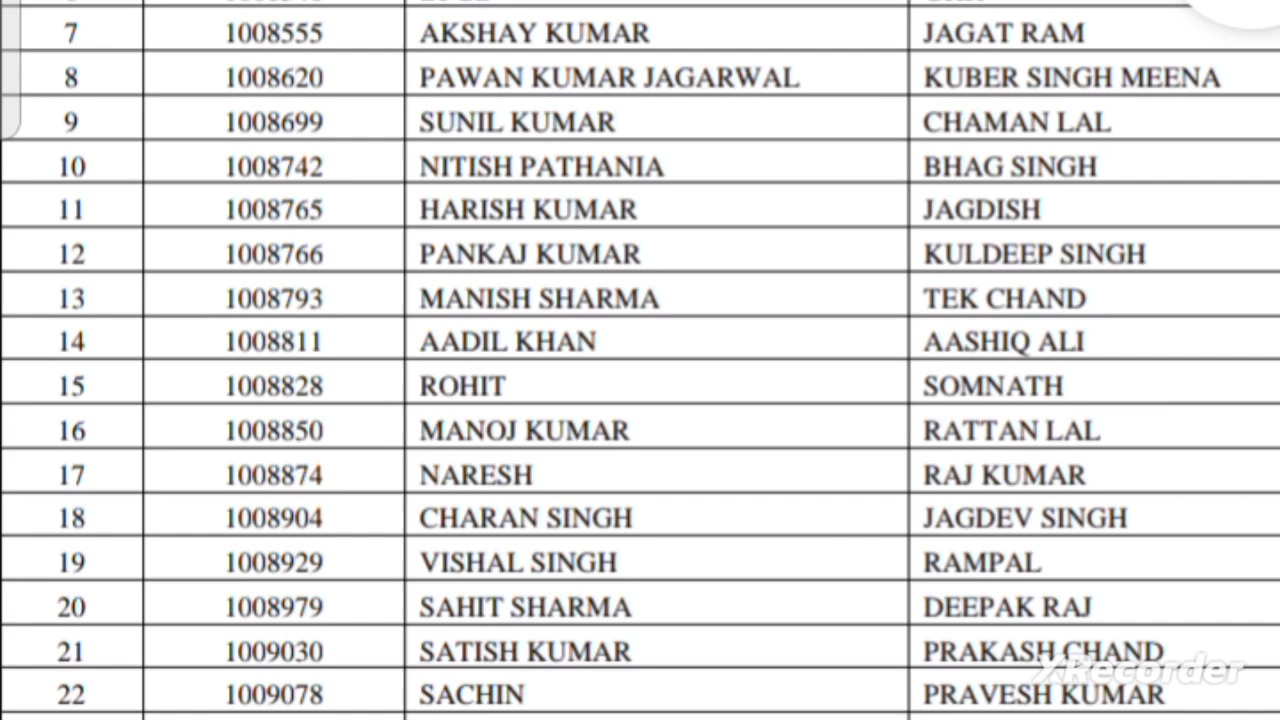 7 1008555 AKSHAY KUMAR JAGAT RAM
8 1008620 PAWAN KUMAR JAGARWAL KUBER SINGH MEENA
9 1008699 SUNIL KUMAR CHAMAN LAL
10 1008742 NITISH PATHANIA BHAG SINGH
11 1008765 HARISH KUMAR JAGDISH
12 1008766 PANKAJ KUMAR KULDEEP SINGH
13 1008793 MANISH SHARMA TEK CHAND
14 1008811 AADIL KHAN AASHIQ ALI
15 1008828 ROHIT SOMNATH
16 1008850 MANOJ KUMAR RATTAN LAL
17 1008874 NARESH RAJ KUMAR
18 1008904 CHARAN SINGH JAGDEV SINGH
19 1008929 VISHAL SINGH RAMPAL
20 1008979 SAHIT SHARMA DEEPAK RAJ
21 1009030 SATISH KUMAR PRAKASH CHAND
XRecorder
22 1009078 SACHIN PRAVESH KUMAR